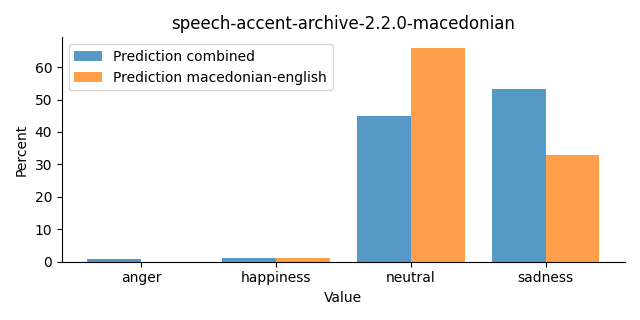 speech-accent-archive-2.2.0-macedonian
Prediction combined
Prediction macedonian-english
Percent
60
50
40
30
20
10
0
anger happiness neutral sadness
Value